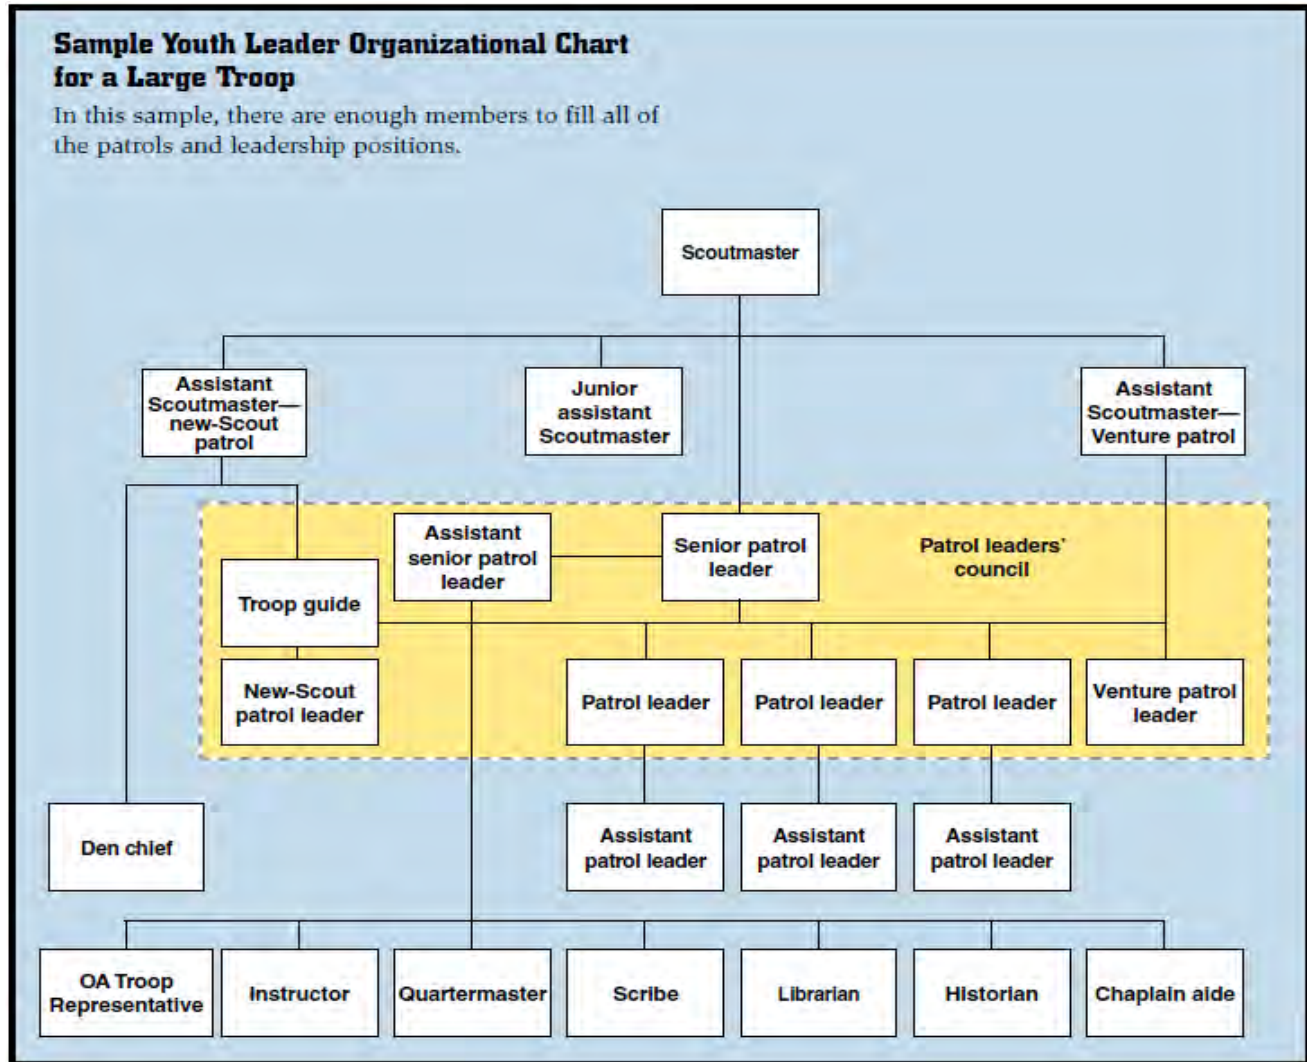 Sample Youth Leader Organizational Chart
for a Large Troop
In this sample, there are enough members to fill all of
the patrols and leadership positions.
Scoutmaster
Assistant
Scoutmaster—
new-Scout
patrol
Junior
assistant
Scoutmaster
Assistant
Scoutmaster—
Venture patrol
Assistant
senior patrol
leader
Senior patrol
leader
Patrol leaders’
council
Troop guide
New-Scout
patrol leader
Patrol leader
Patrol leader
Patrol leader
Venture patrol
leader
Den chief
Assistant
patrol leader
Assistant
patrol leader
Assistant
patrol leader
OA Troop
Representative
Instructor
Quartermaster
Scribe
Librarian
Historian
Chaplain aide